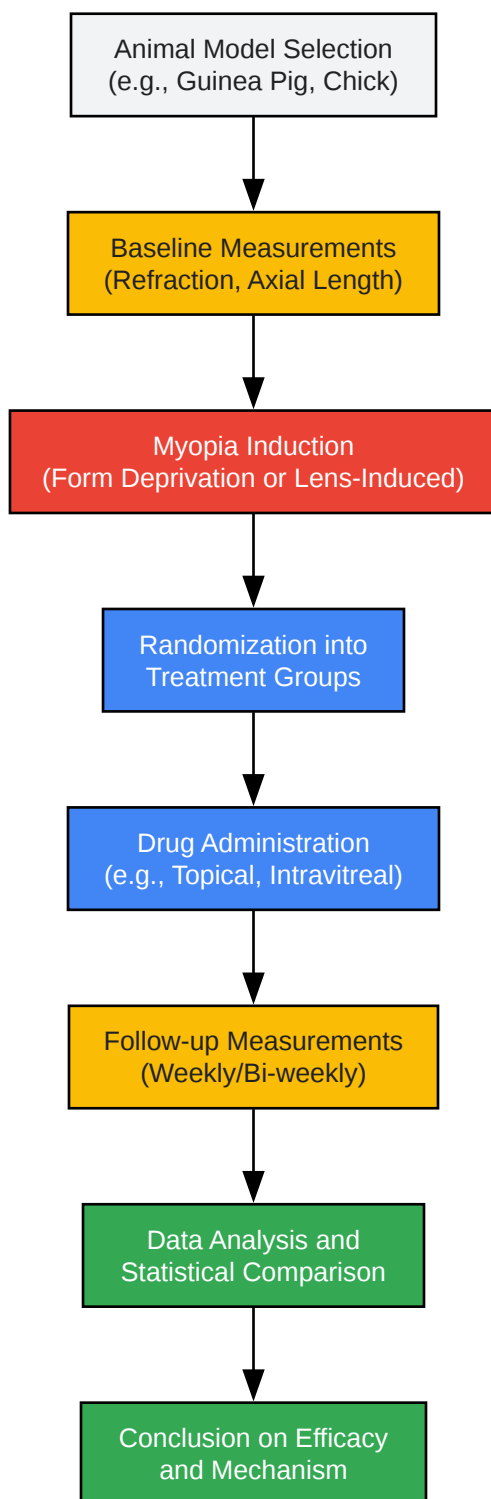 Animal Model Selection
(e.g., Guinea Pig, Chick)
Baseline Measurements
(Refraction, Axial Length)
Myopia Induction
(Form Deprivation or Lens-Induced)
Randomization into
Treatment Groups
Drug Administration
(e.g., Topical, Intravitreal)
Follow-up Measurements
(Weekly/Bi-weekly)
Data Analysis and
Statistical Comparison
Conclusion on Efficacy
and Mechanism